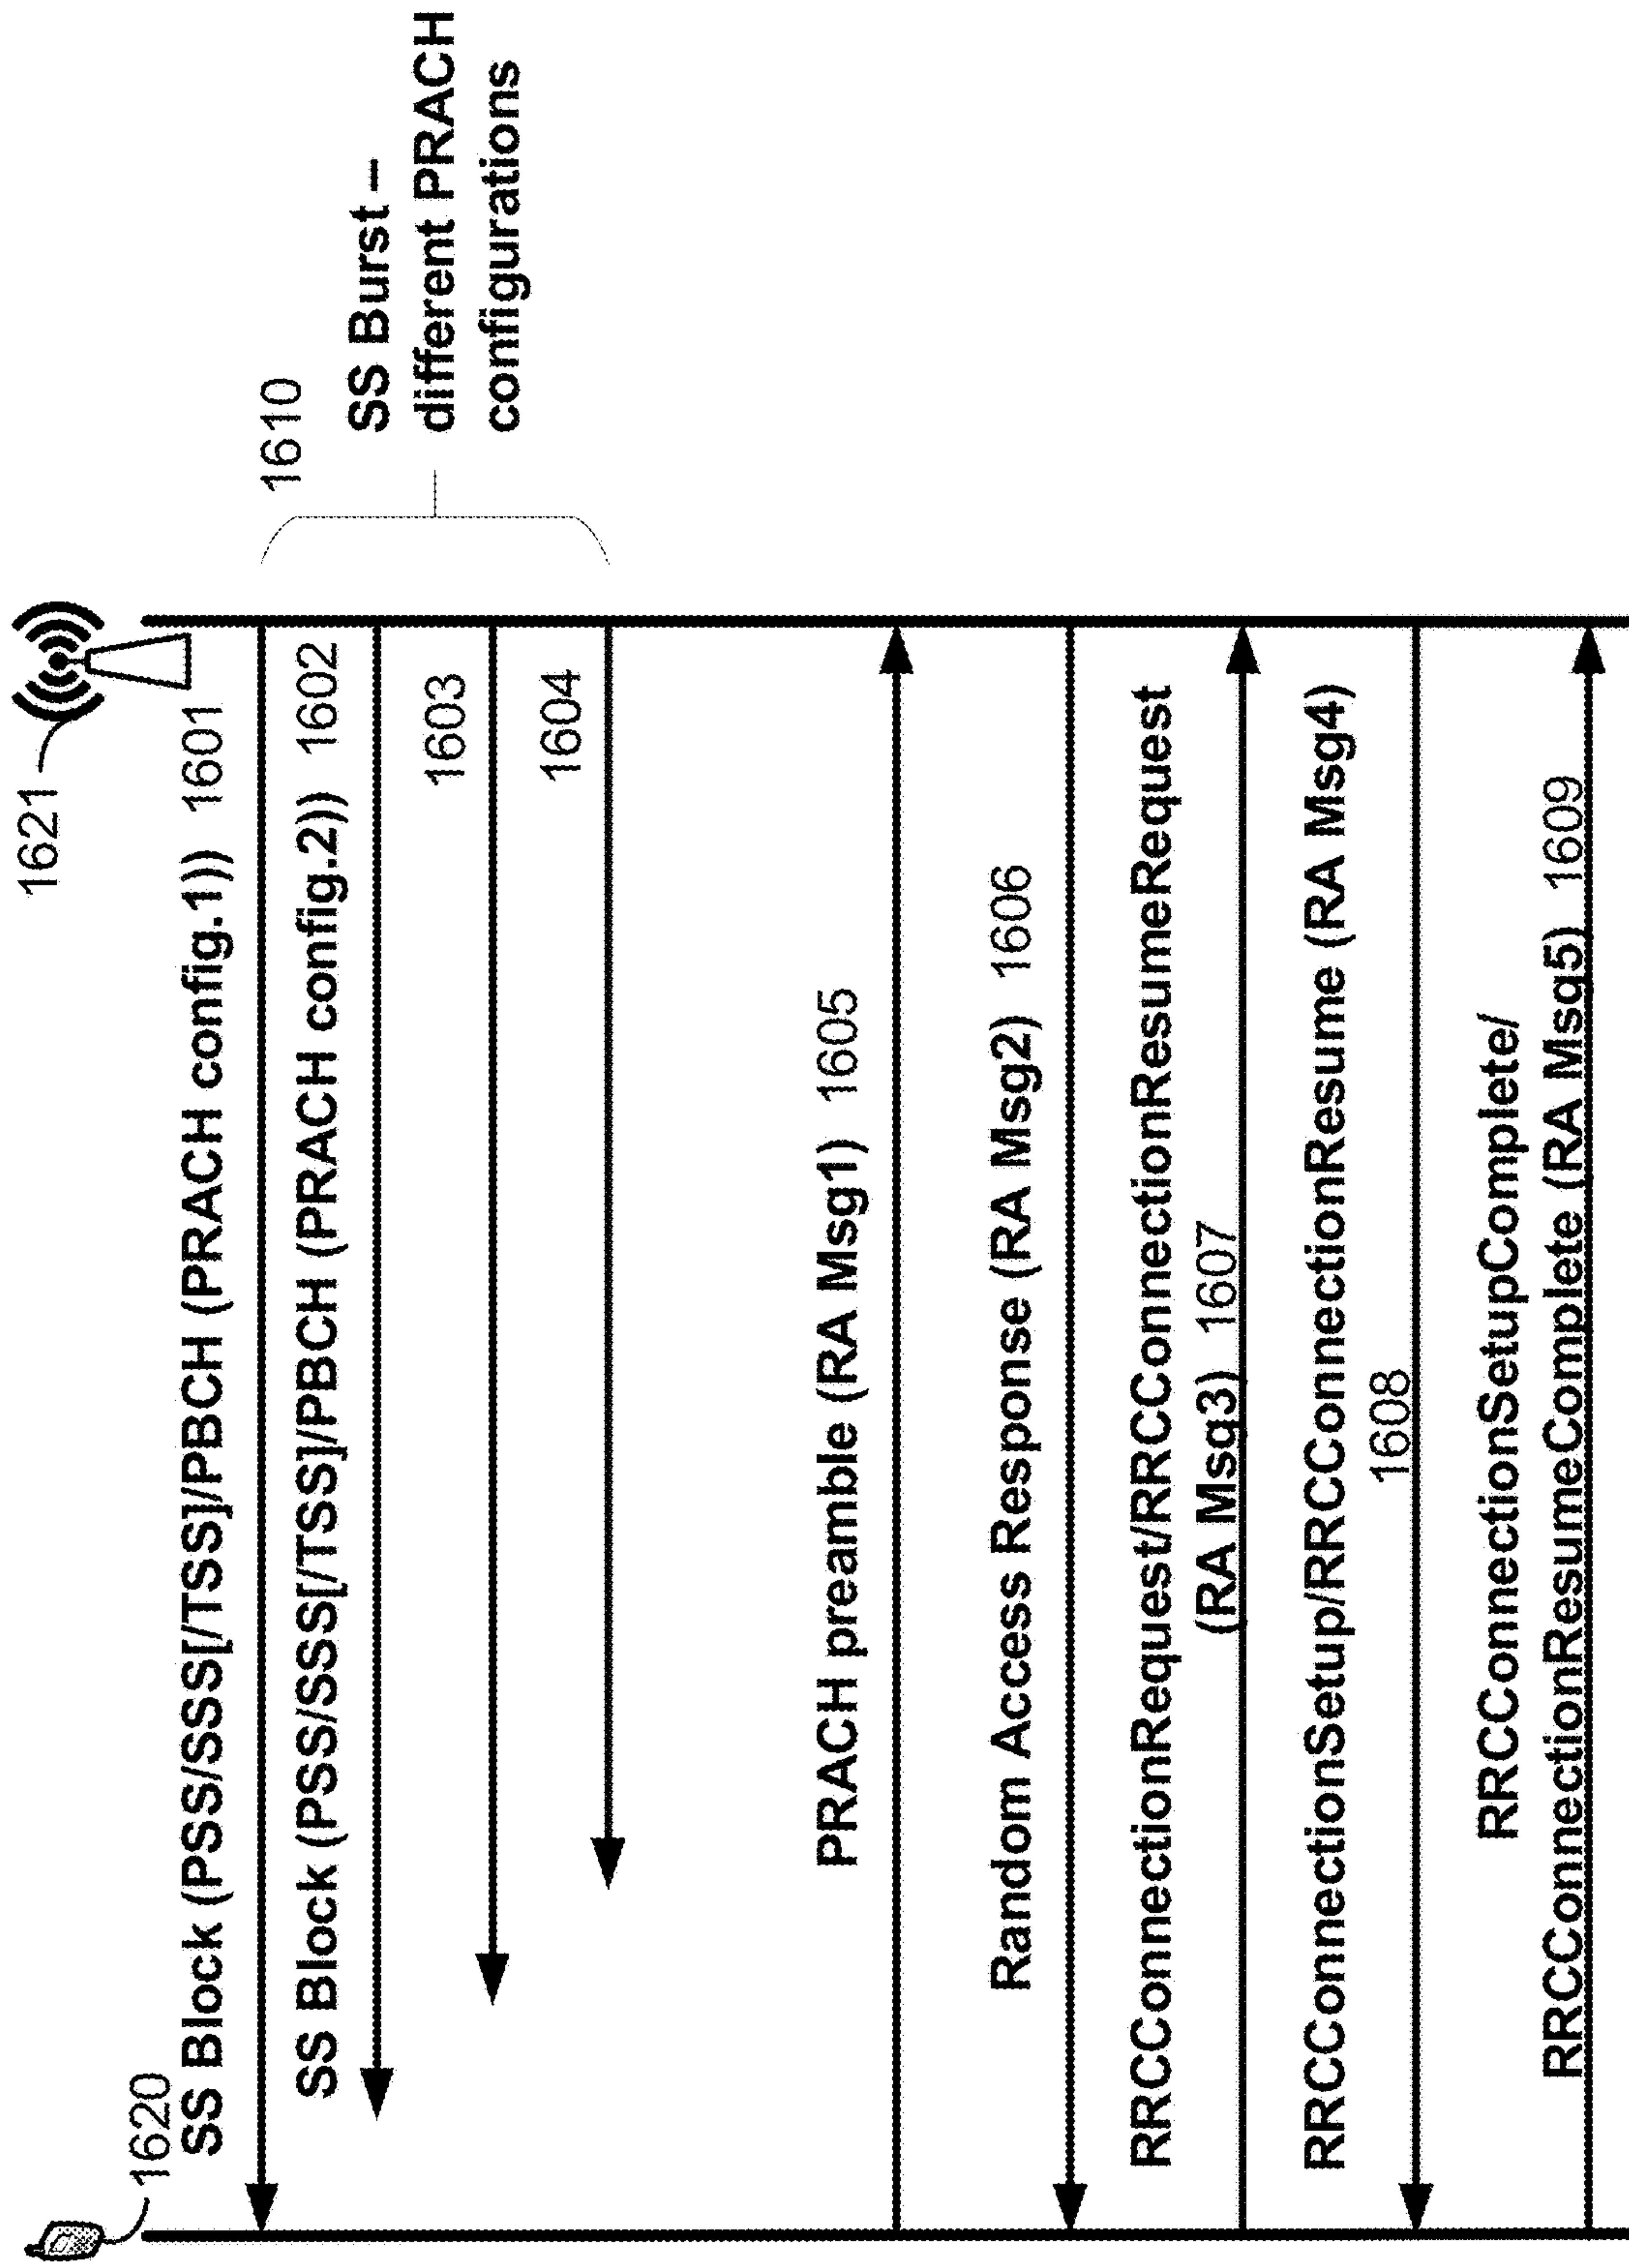 1620
1621
SS Block (PSS/SSS[/TSS]/PBCH (PRACH config.1)) 1601
SS Block (PSS/SSS[/TSS]/PBCH (PRACH config.2)) 1602
1603
1604
1610
SS Burst –
different PRACH
configurations
PRACH preamble (RA Msg1) 1605
Random Access Response (RA Msg2) 1606
RRCConnectionRequest/RRCConnectionResumeRequest
(RA Msg3) 1607
RRCConnectionSetup/RRCConnectionResume (RA Msg4)
1608
RRCConnectionSetupComplete/
RRCConnectionResumeComplete (RA Msg5) 1609